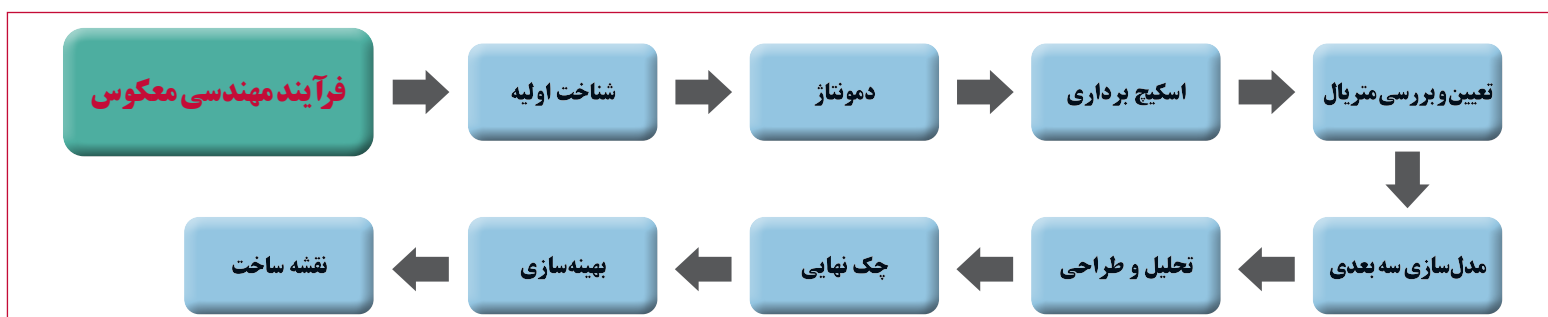 فرآیند مهندسی معکوس
شناخت اولیه
دمونتاژ
اسکیچ برداری
تعیین و بررسی متریال
مدل‌سازی سه بعدی
تحلیل و طراحی
چک نهایی
بهینه‌سازی
نقشه ساخت